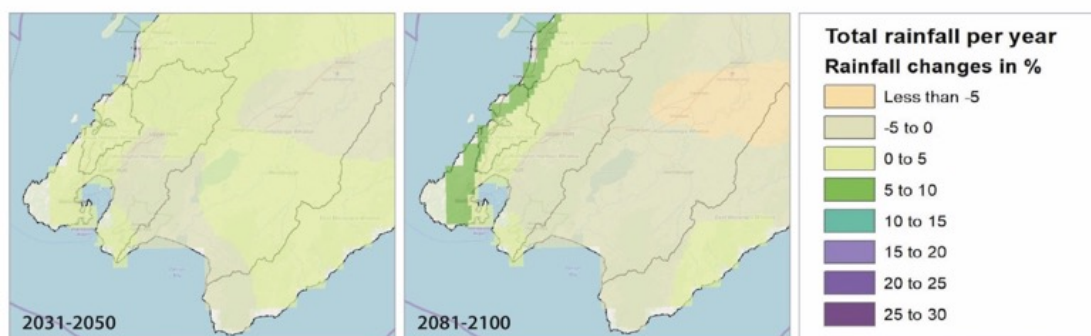 2031-2050
2081-2100
Total rainfall per year
Rainfall changes in %
Less than -5
-5 to 0
0 to 5
5 to 10
10 to 15
15 to 20
20 to 25
25 to 30